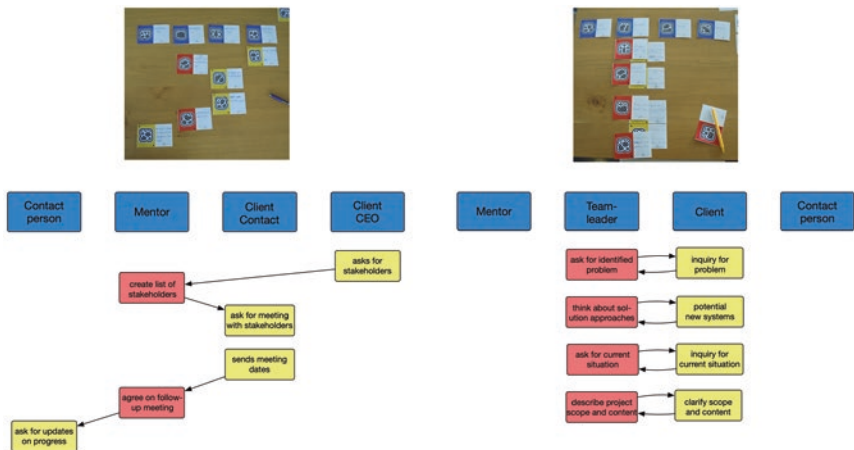 Contact
person
Mentor
Client
Contact
Client
CEO
asks for
stakeholders
create list of
stakeholders
ask for meeting
with stakeholders
sends meeting
dates
agree on follow-
up meeting
ask for updates
on progress
Mentor
Team-
leader
Client
Contact
person
ask for identified
problem
inquiry for
problem
think about sol-
ution approaches
potential
new systems
ask for current
situation
inquiry for
current situation
describe project
scope and content
clarify scope
and content